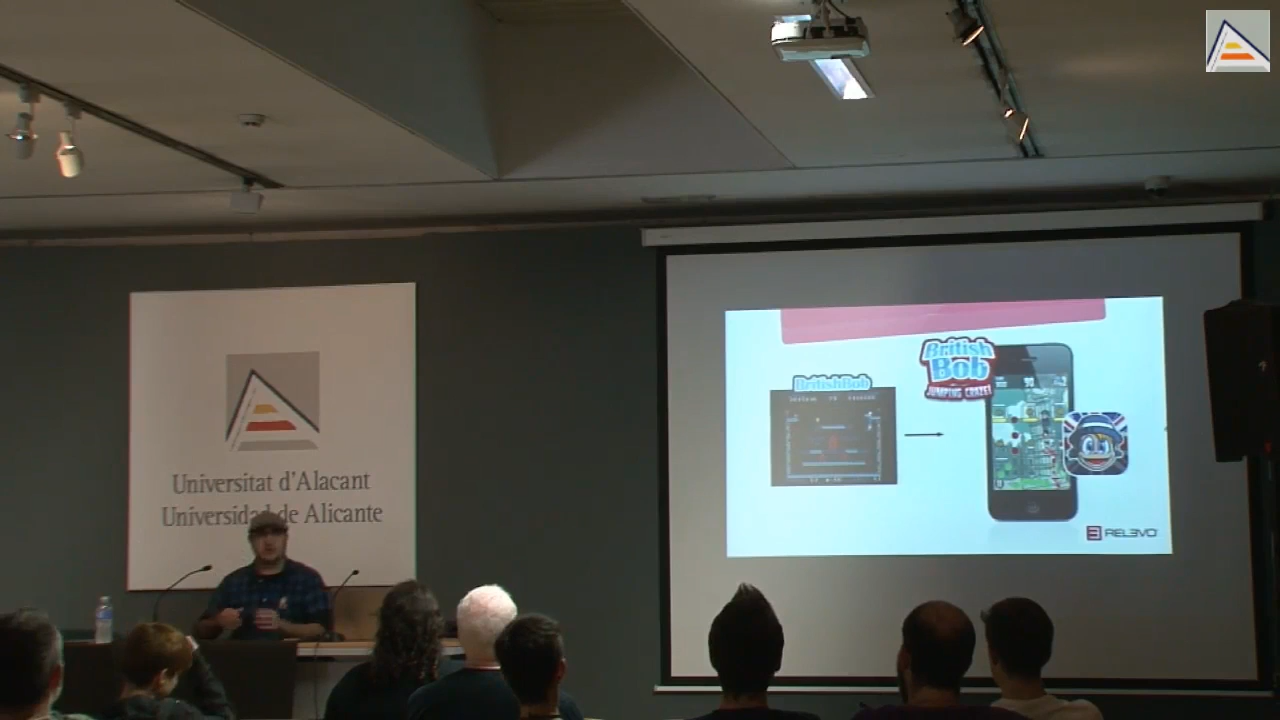 Universitat d'Alacant
Universidad de Alicante
BritishBob
British
Bob
JUMPING CRAZE!
RELEVO